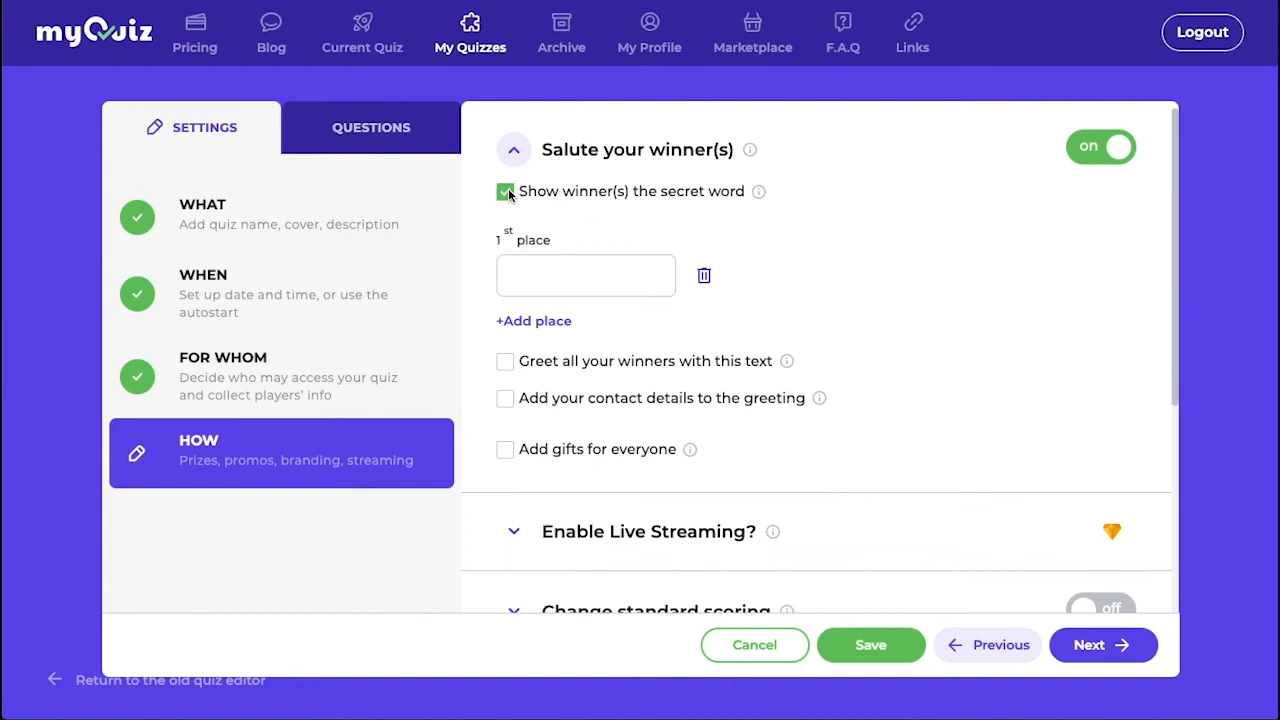 myQuiz
Pricing
Blog
Current Quiz
My Quizzes
Archive
My Profile
Marketplace
F.A.Q
Links
Logout
SETTINGS
QUESTIONS
WHAT
Add quiz name, cover, description
WHEN
Set up date and time, or use the
autostart
FOR WHOM
Decide who may access your quiz
and collect players' info
HOW
Prizes, promos, branding, streaming
Salute your winner(s)
on
Show winner(s) the secret word
1st place
+Add place
Greet all your winners with this text
Add your contact details to the greeting
Add gifts for everyone
Enable Live Streaming?
Change standard scoring
off
Cancel
Save
Previous
Next
Return to the old quiz editor